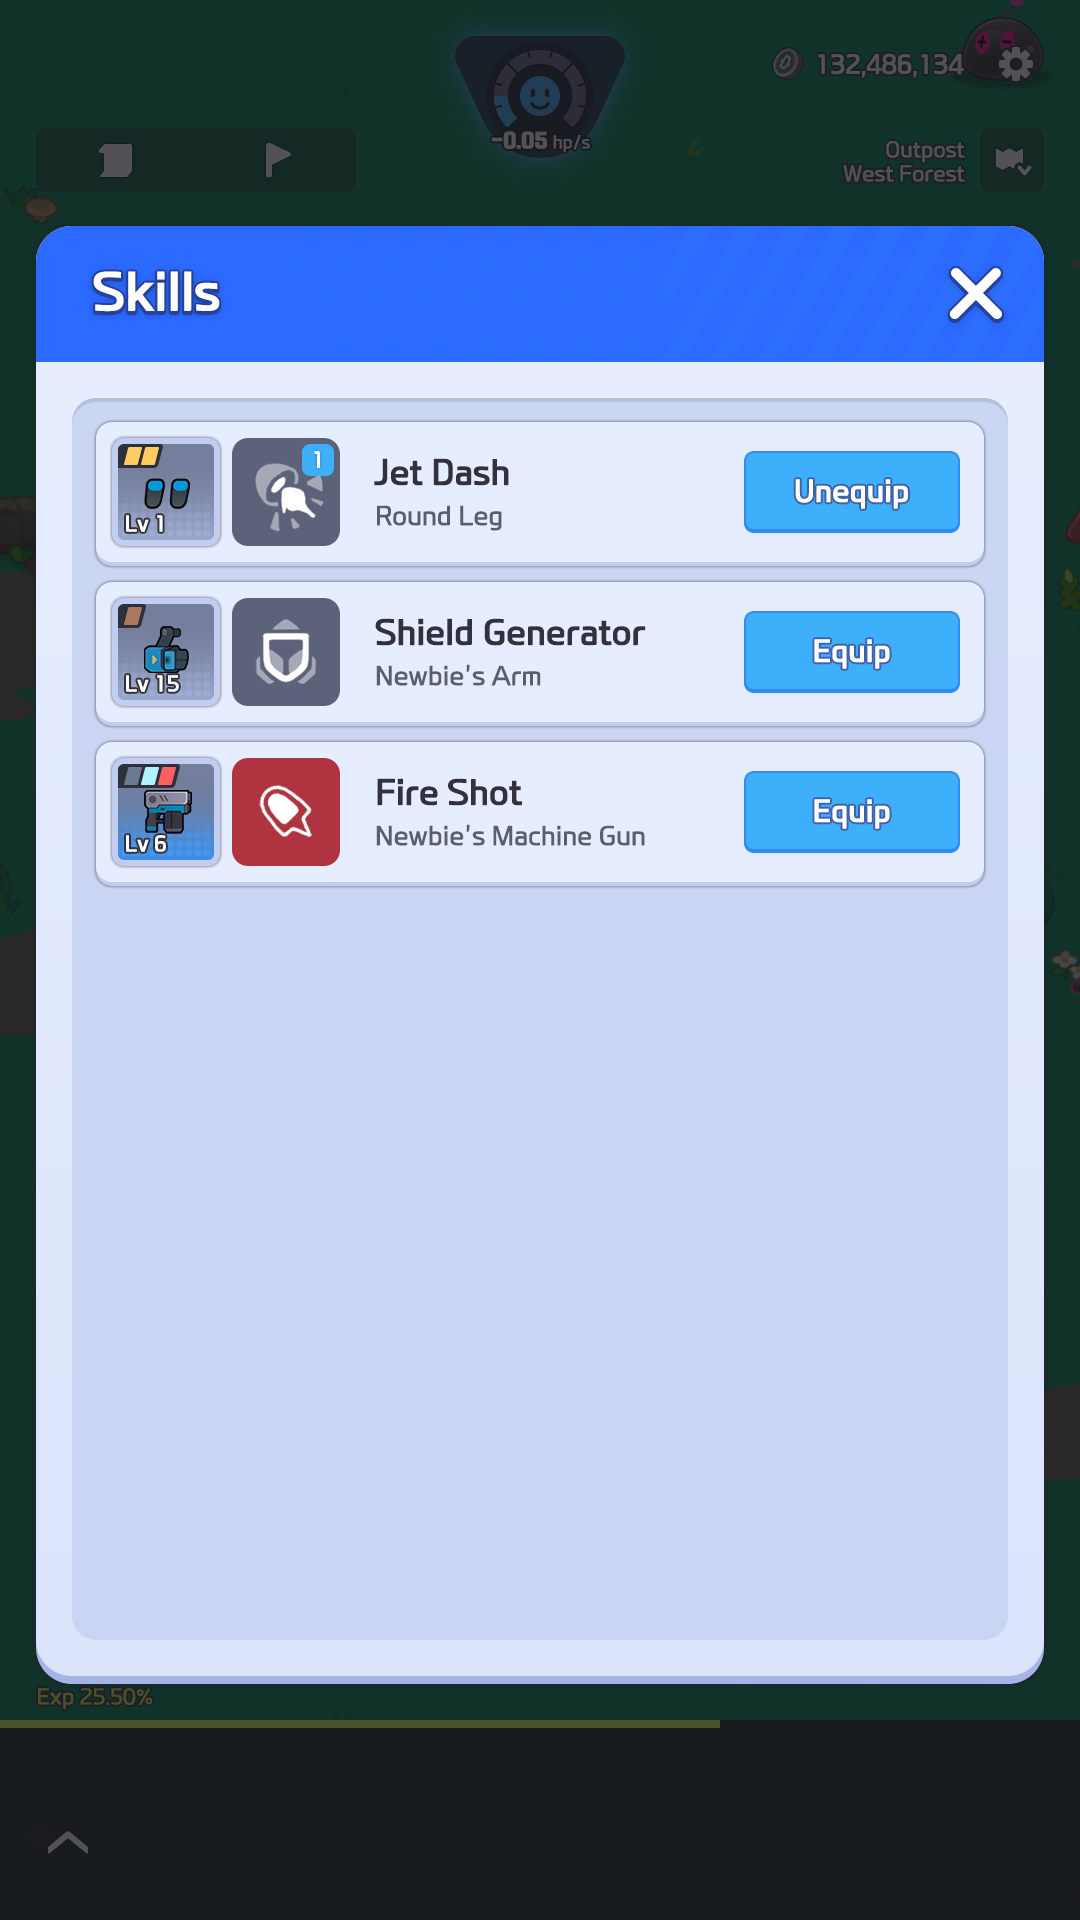 132,486,134
-0.05 hp/s
Outpost
West Forest
Skills
1
Jet Dash
Round Leg
Lv 1
Unequip
Shield Generator
Newbie's Arm
Lv 15
Equip
Fire Shot
Newbie's Machine Gun
Lv 6
Equip
Exp 25.50%